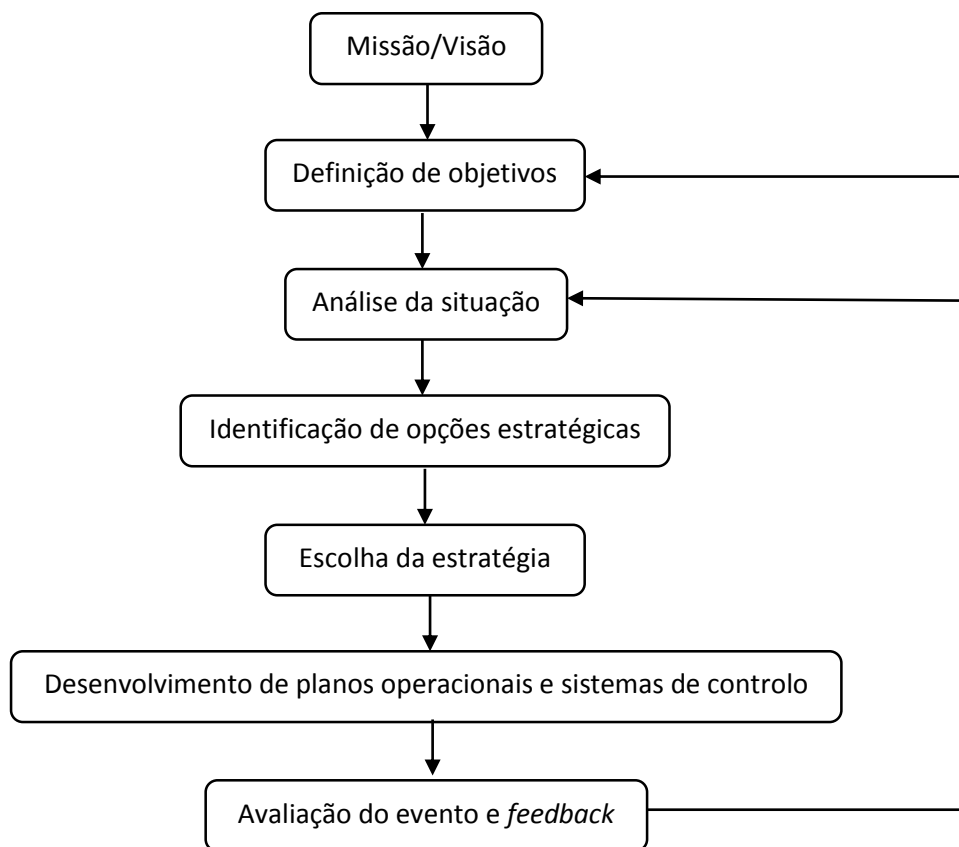 Missão/Visão
Definição de objetivos
Análise da situação
Identificação de opções estratégicas
Escolha da estratégia
Desenvolvimento de planos operacionais e sistemas de controlo
Avaliação do evento e feedback